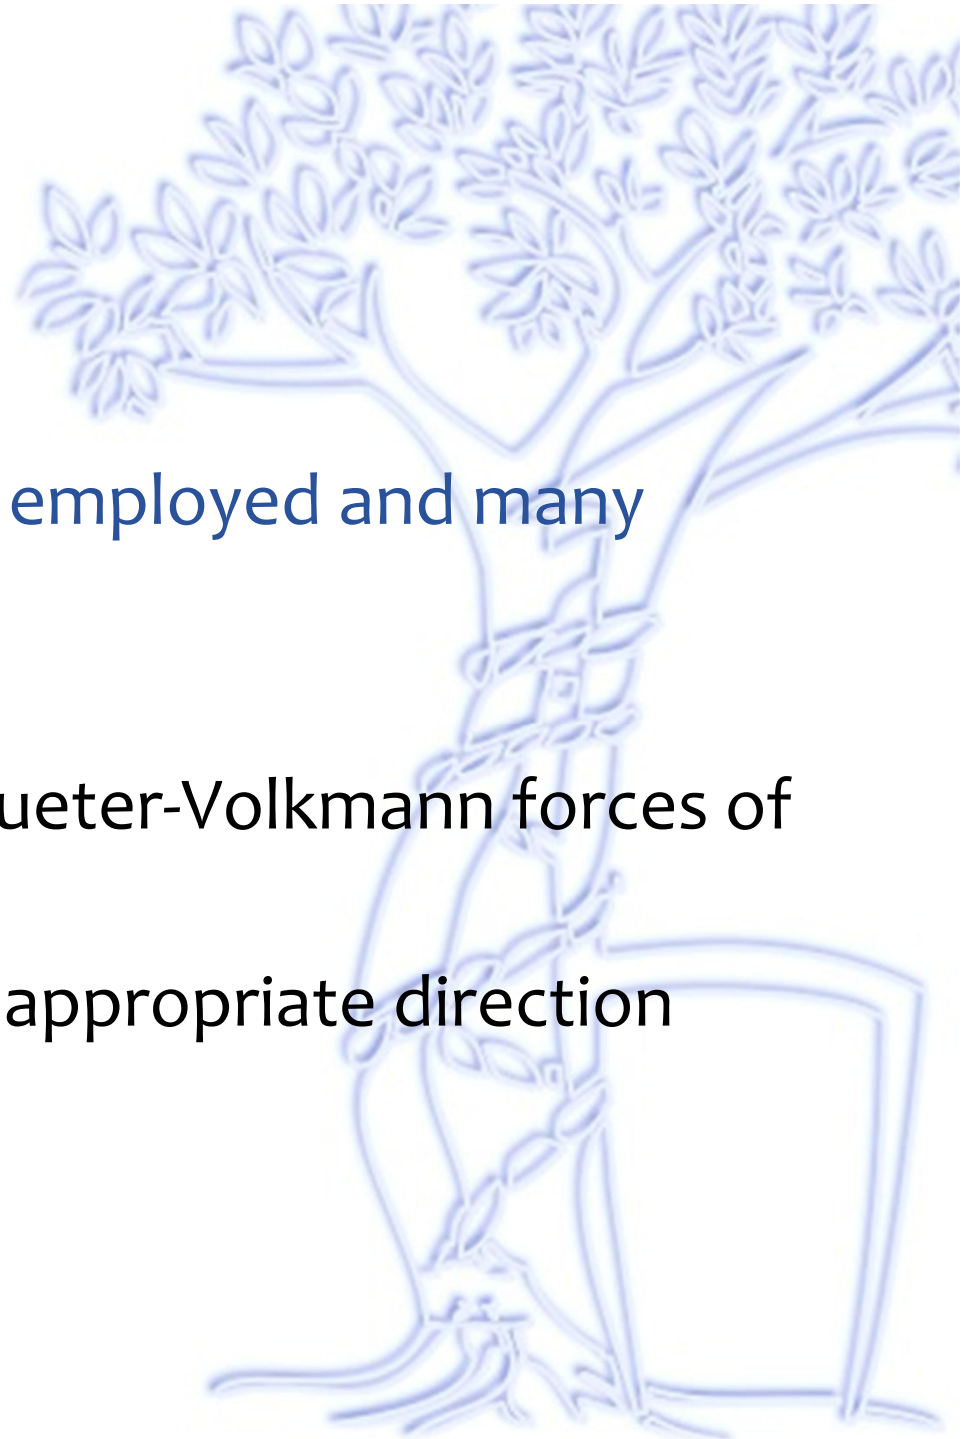 employed and many
ueter-Volkmann forces of
appropriate direction